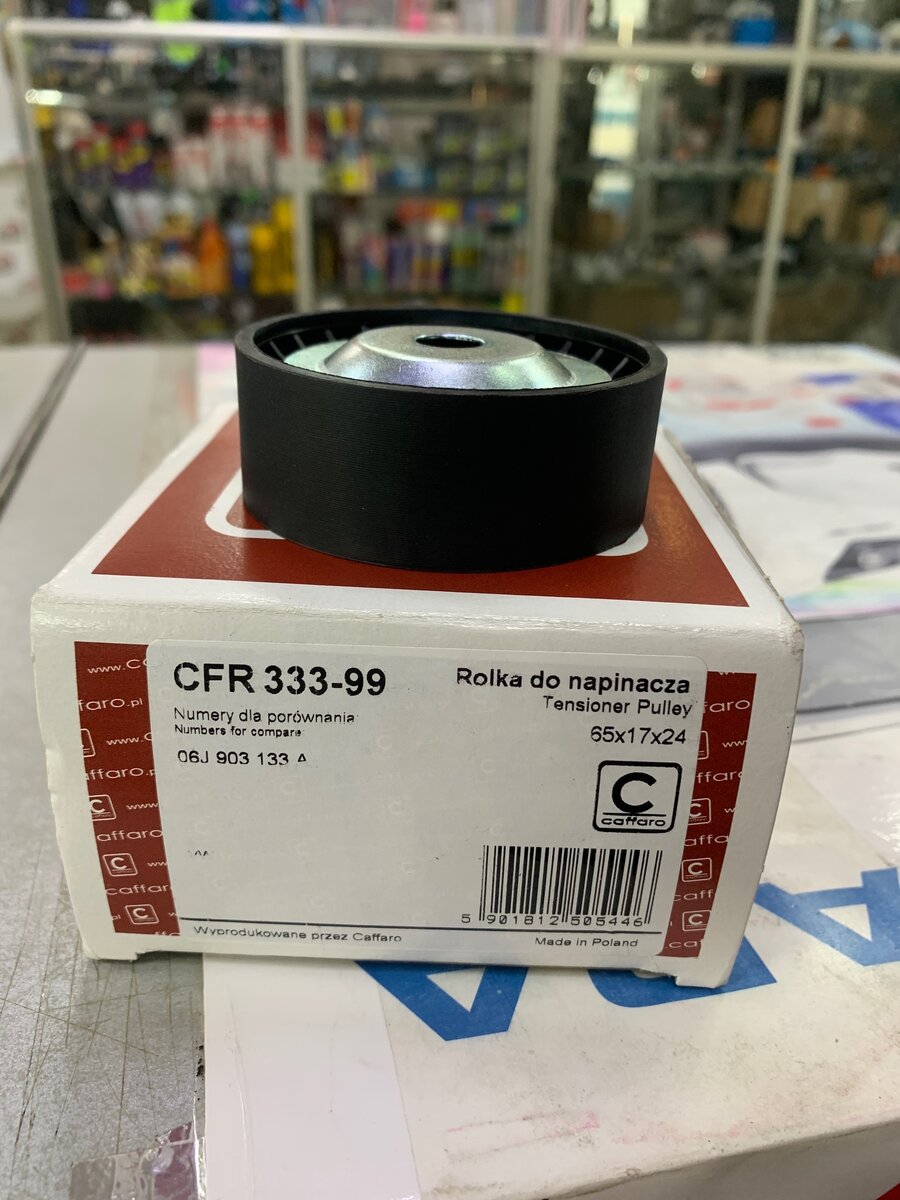 CFR 333-99
Rolka do napinacza
Tensioner Pulley
Numery dla porównania
Numbers for compare
65x17x24
06J 903 133 A
C
caffaro
5 901812 505446
Wyprodukowane przez Caffaro
Made in Poland